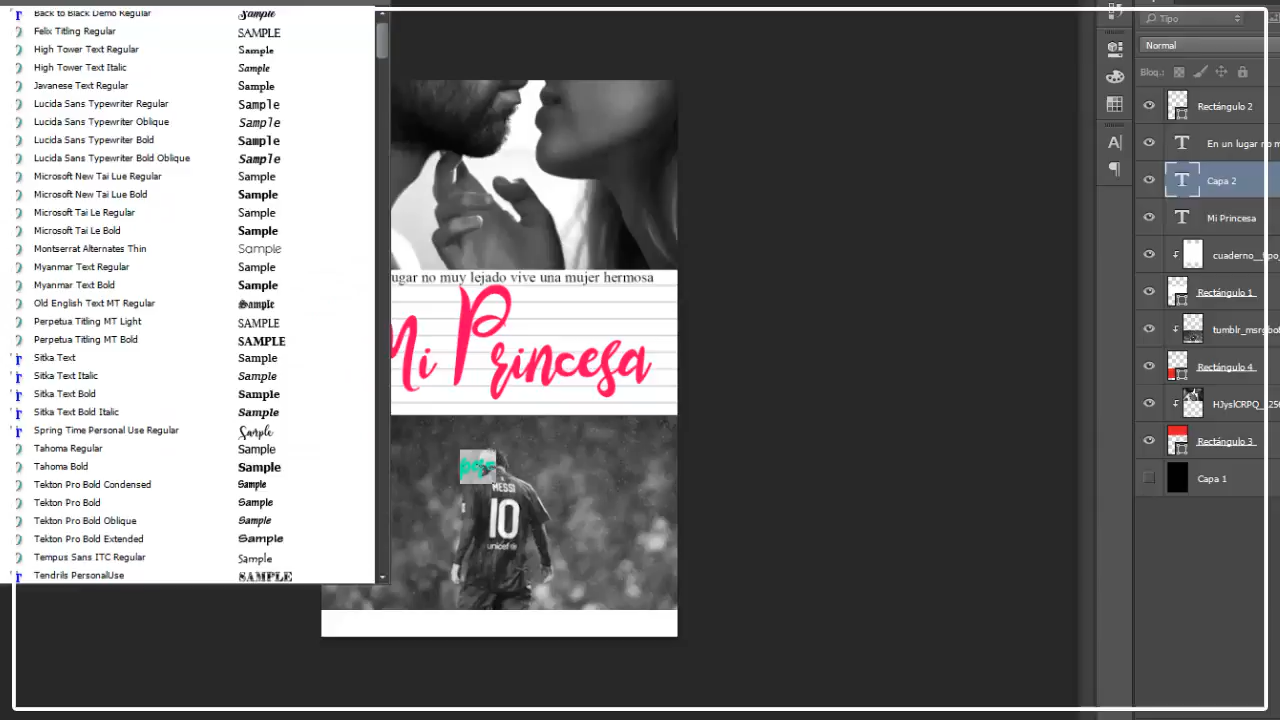 Back to Black Demo Regular Sample
Felix Titling Regular SAMPLE
High Tower Text Regular Sample
High Tower Text Italic Sample
Javanese Text Regular Sample
Lucida Sans Typewriter Regular Sample
Lucida Sans Typewriter Oblique Sample
Lucida Sans Typewriter Bold Sample
Lucida Sans Typewriter Bold Oblique Sample
Microsoft New Tai Lue Regular Sample
Microsoft New Tai Lue Bold Sample
Microsoft Tai Le Regular Sample
Microsoft Tai Le Bold Sample
Montserrat Alternates Thin Sample
Myanmar Text Regular Sample
Myanmar Text Bold Sample
Old English Text MT Regular Sample
Perpetua Titling MT Light SAMPLE
Perpetua Titling MT Bold SAMPLE
Sitka Text Sample
Sitka Text Italic Sample
Sitka Text Bold Sample
Sitka Text Bold Italic Sample
Spring Time Personal Use Regular Sample
Tahoma Regular Sample
Tahoma Bold Sample
Tekton Pro Bold Condensed Sample
Tekton Pro Bold Sample
Tekton Pro Bold Oblique Sample
Tekton Pro Bold Extended Sample
Tempus Sans ITC Regular Sample
Tendrils PersonalUse SAMPLE
ugar no muy lejado vive una mujer hermosa
Mi Princesa
MESSI
10
unicef
Tipo
Normal
Bloq.:
Rectángulo 2
En un lugar no m
Capa 2
Mi Princesa
cuaderno__tipo_
Rectángulo 1
Rectángulo 4
HJyslCRPQ__250
Rectángulo 3
Capa 1